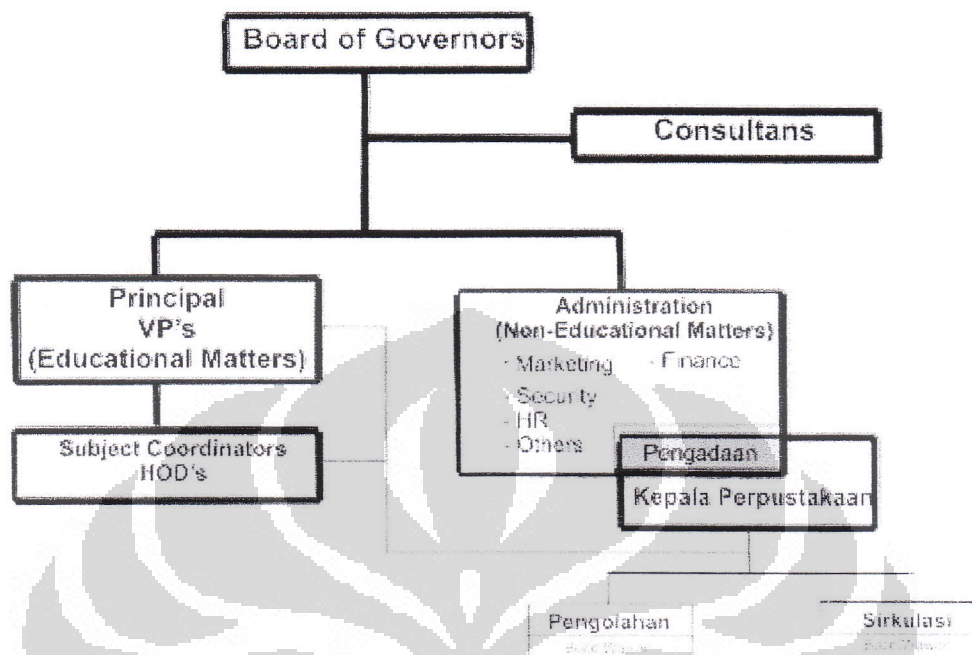 Board of Governors
Consultans
Principal
VP's
(Educational Matters)
Administration
(Non-Educational Matters)
- Marketing - Finance
- Security
- HR
- Others
Subject Coordinators
HOD's
Pengadaan
Kepala Perpustakaan
Pengolahan
Sirkulasi